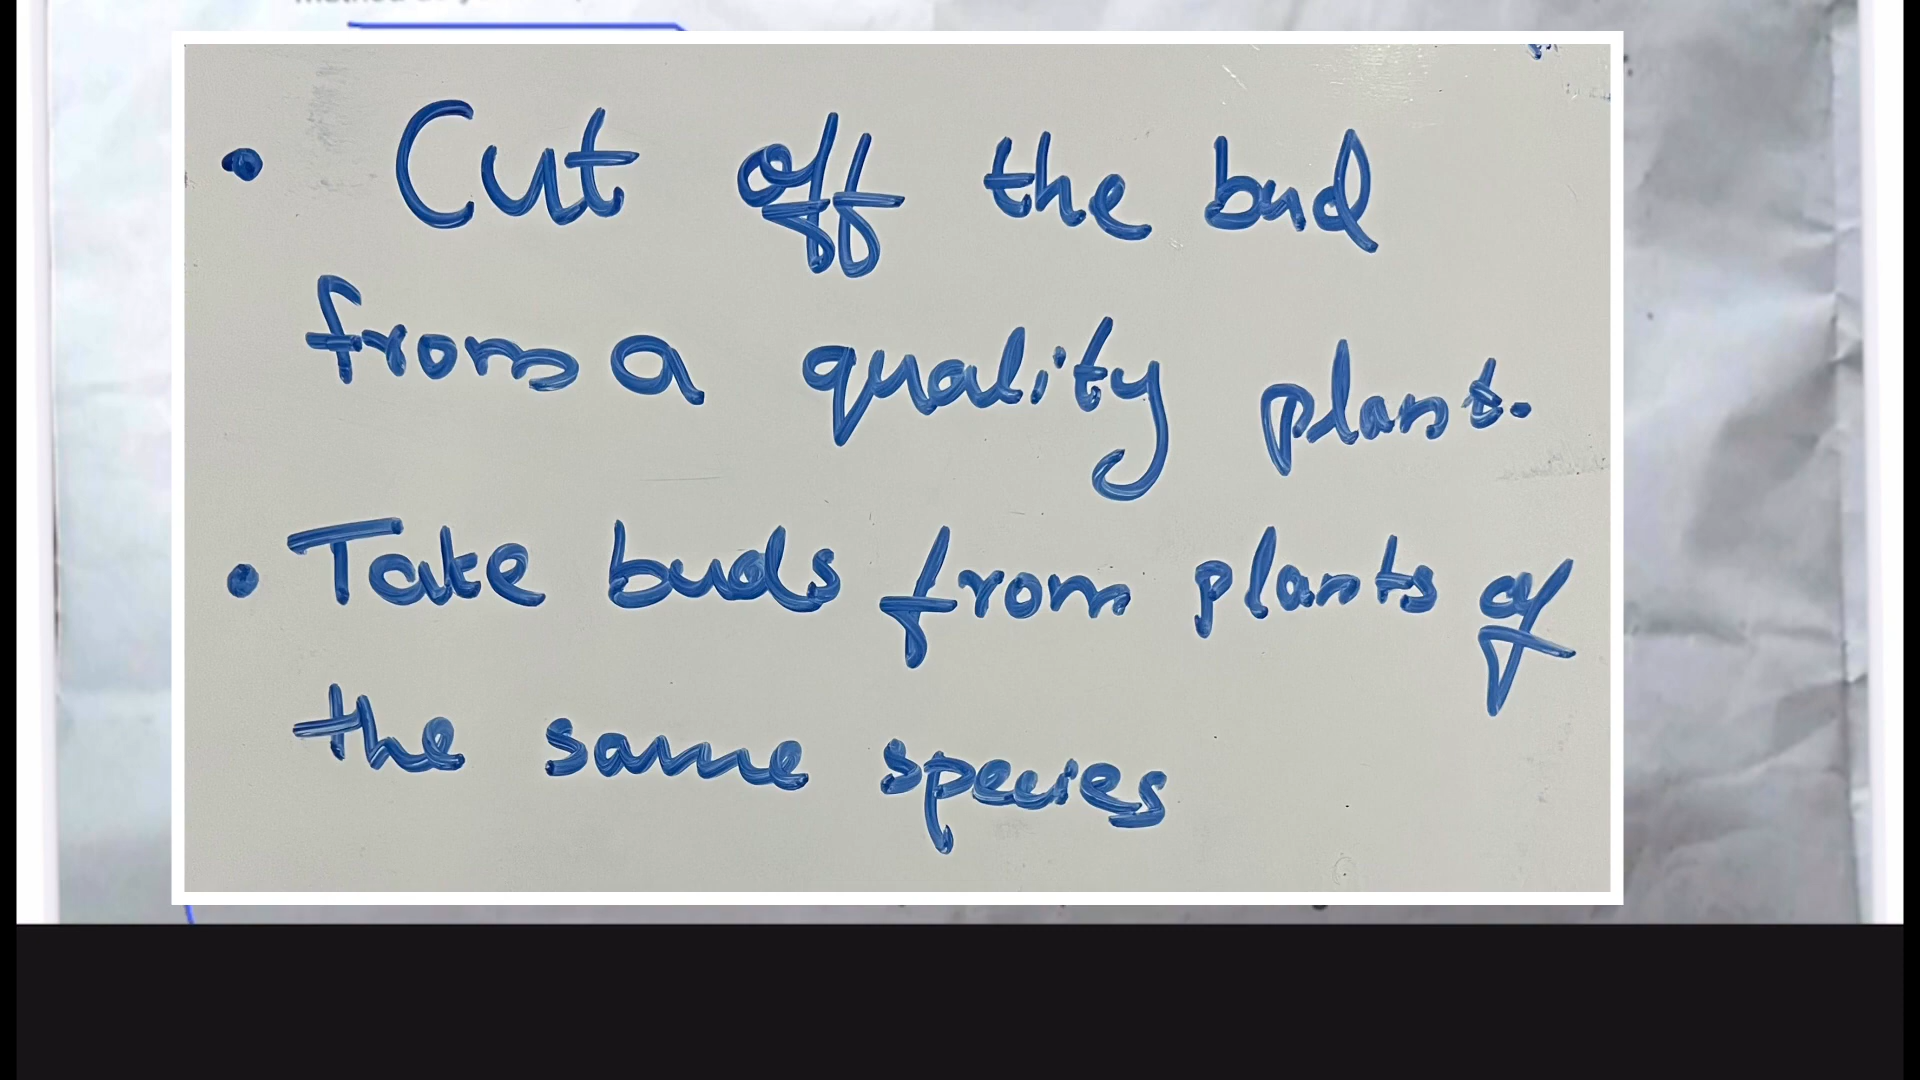 • Cut off the bud
from a quality plant.
• Take buds from plants of
the same species